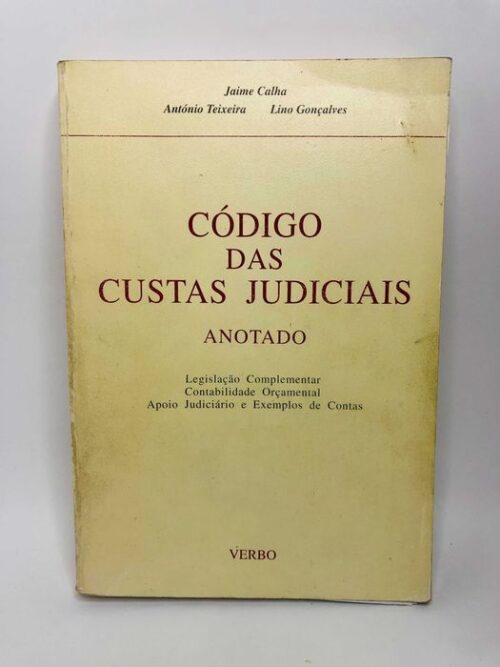 Jaime Calha
António Teixeira Lino Gonçalves
CÓDIGO
DAS
CUSTAS JUDICIAIS
ANOTADO
Legislação Complementar
Contabilidade Orçamental
Apoio Judiciário e Exemplos de Contas
VERBO